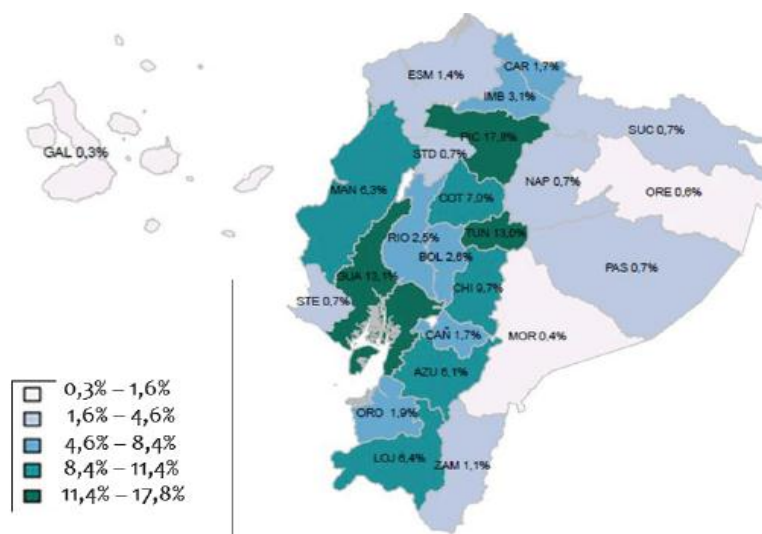 ESM 1,4%
CAR 1,7%
IMB 3,1%
PIC 17,8%
SUC 0,7%
GAL 0,3%
STD 0,7%
NAP 0,7%
ORE 0,6%
MAN 6,3%
COT 7,0%
RIO 2,5%
TUN 13,0%
BOL 2,6%
PAS 0,7%
GUA 13,1%
CHI 9,7%
STE 0,7%
CAÑ 1,7%
MOR 0,4%
AZU 6,1%
ORO 1,9%
LOJ 6,4%
ZAM 1,1%
0,3% – 1,6%
1,6% – 4,6%
4,6% – 8,4%
8,4% – 11,4%
11,4% – 17,8%